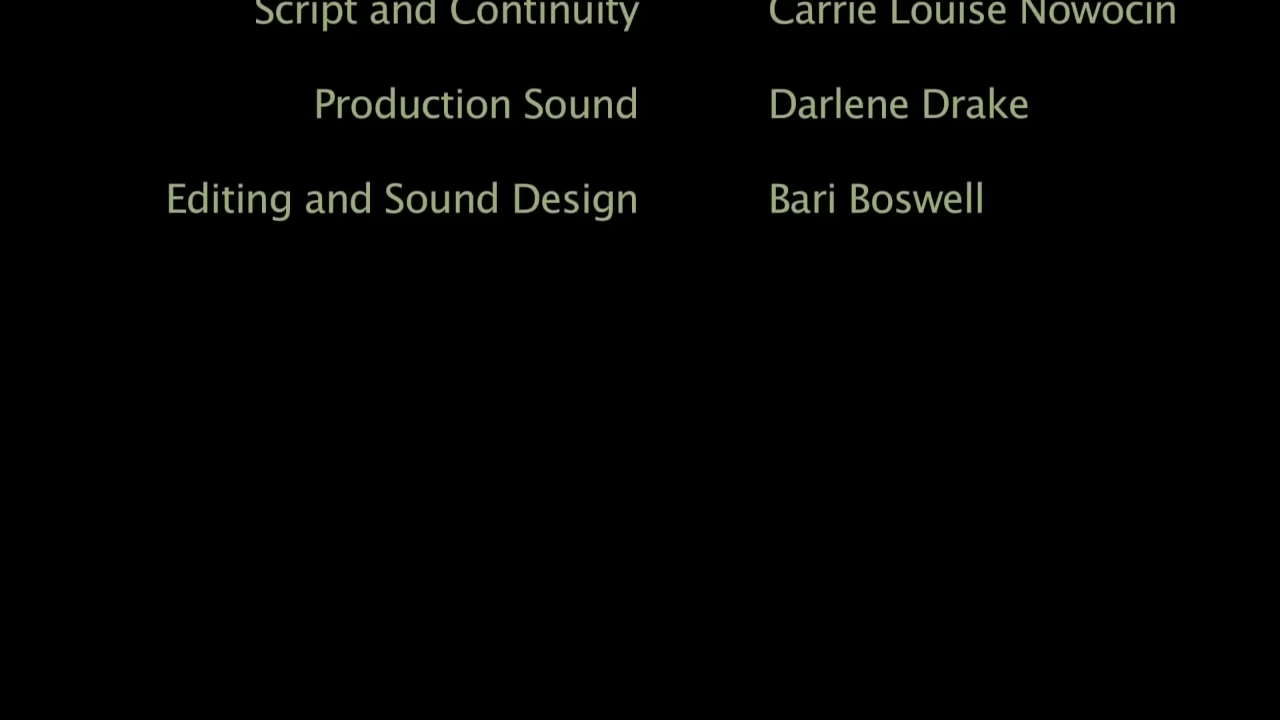 Script and Continuity Carrie Louise Nowocin
Production Sound Darlene Drake
Editing and Sound Design Bari Boswell